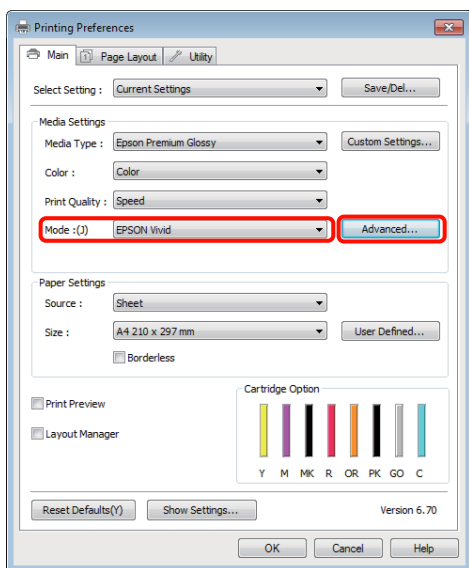 Printing Preferences
Main Page Layout Utility
Select Setting : Current Settings Save/Del...
Media Settings
Media Type : Epson Premium Glossy Custom Settings...
Color : Color
Print Quality : Speed
Mode :(J) EPSON Vivid Advanced...
Paper Settings
Source : Sheet
Size : A4 210 x 297 mm User Defined...
Borderless
Cartridge Option
Print Preview
Layout Manager
Y M MK R OR PK GO C
Reset Defaults(Y) Show Settings... Version 6.70
OK Cancel Help